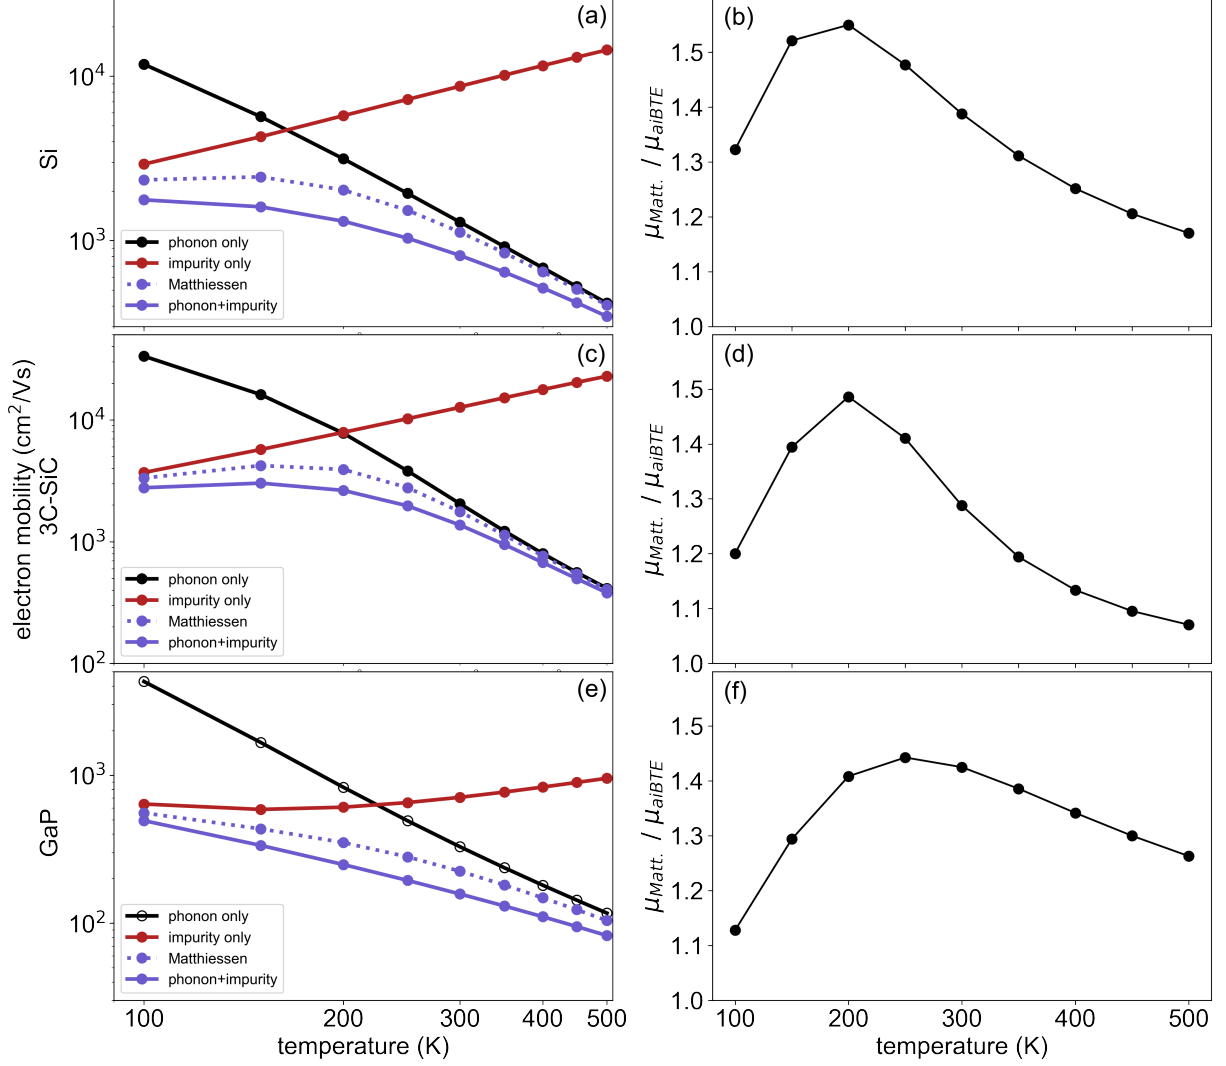 (a)
10^4
10^3
Si
phonon only
impurity only
Matthiessen
phonon+impurity
(b)
1.5
1.4
1.3
1.2
1.1
1.0
μ_Matt. / μ_aiBTE
(c)
10^4
10^3
10^2
electron mobility (cm^2/Vs)
3C-SiC
phonon only
impurity only
Matthiessen
phonon+impurity
(d)
1.5
1.4
1.3
1.2
1.1
1.0
μ_Matt. / μ_aiBTE
(e)
10^3
10^2
GaP
phonon only
impurity only
Matthiessen
phonon+impurity
100 200 300 400 500
temperature (K)
(f)
1.5
1.4
1.3
1.2
1.1
1.0
μ_Matt. / μ_aiBTE
100 200 300 400 500
temperature (K)